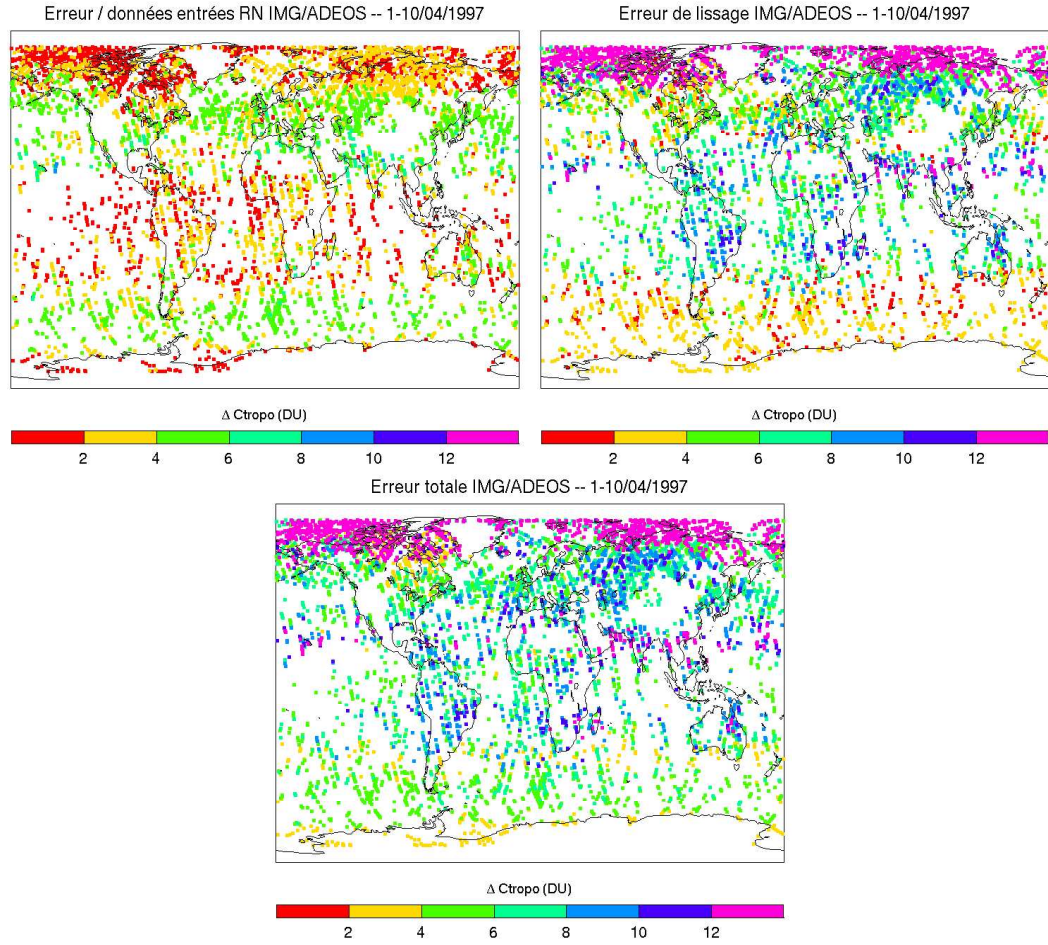 Erreur / données entrées RN IMG/ADEOS -- 1-10/04/1997
Erreur de lissage IMG/ADEOS -- 1-10/04/1997
Δ Ctropo (DU)
2 4 6 8 10 12
Δ Ctropo (DU)
2 4 6 8 10 12
Erreur totale IMG/ADEOS -- 1-10/04/1997
Δ Ctropo (DU)
2 4 6 8 10 12